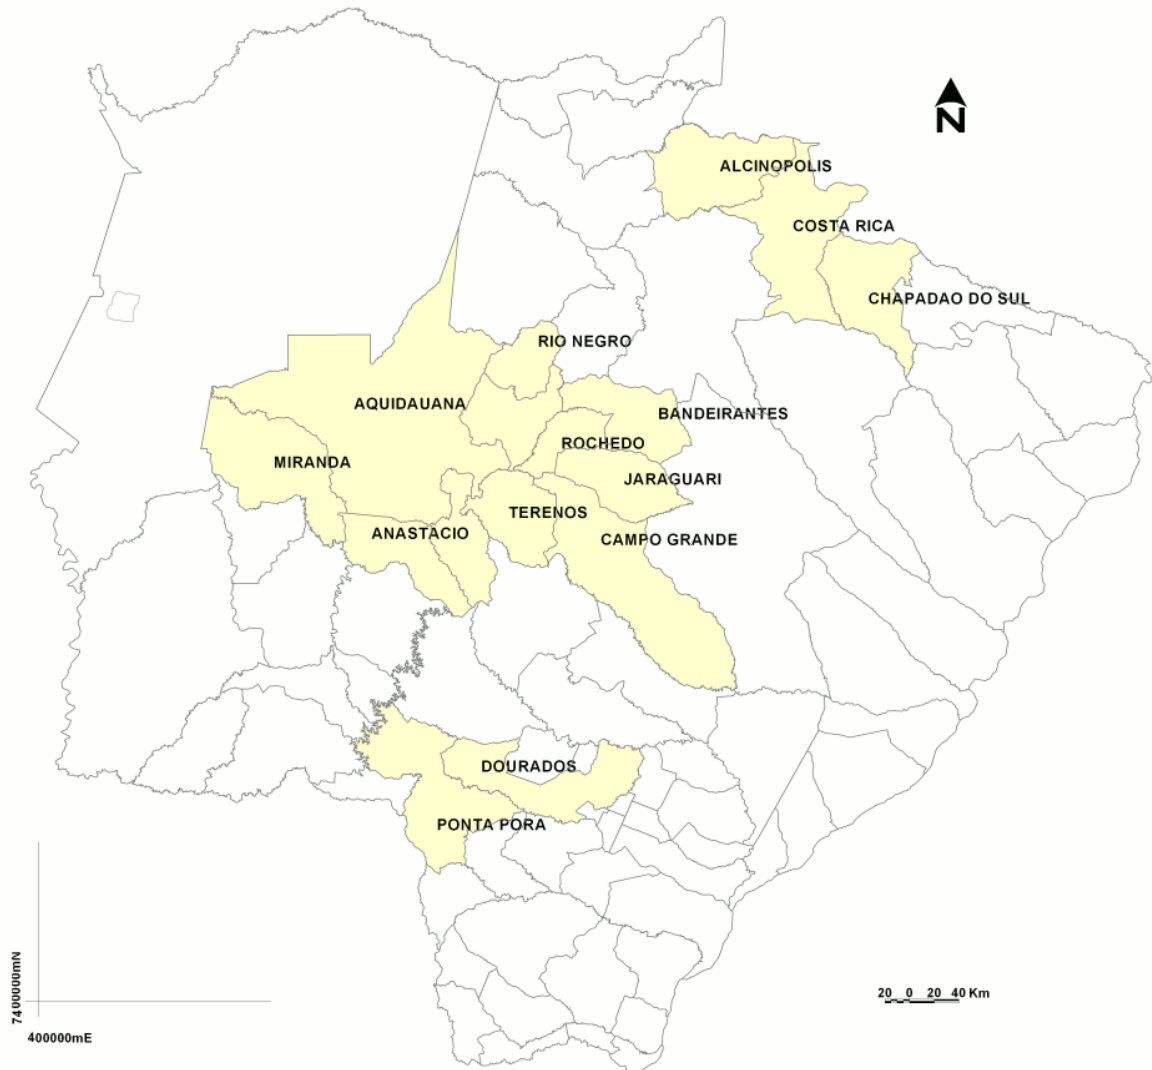 N
ALCINOPOLIS
COSTA RICA
CHAPADAO DO SUL
RIO NEGRO
AQUIDAUANA
BANDEIRANTES
ROCHEDO
MIRANDA
JARAGUARI
TERENOS
ANASTACIO
CAMPO GRANDE
DOURADOS
PONTA PORA
7400000mN
20 0 20 40 Km
400000mE